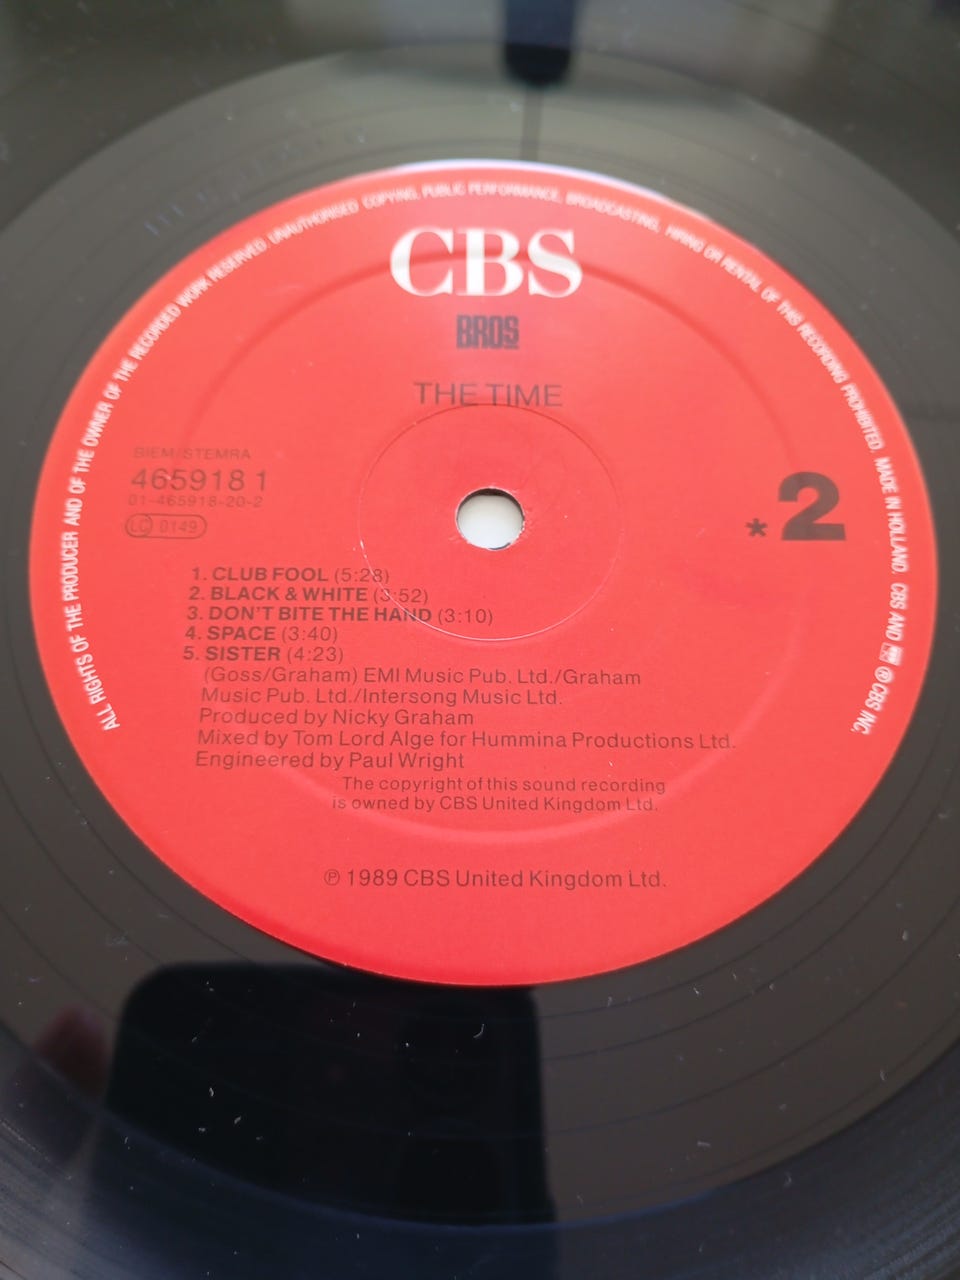 ALL RIGHTS OF THE PRODUCER AND OF THE OWNER OF THE RECORDED WORK RESERVED. UNAUTHORISED COPYING, PUBLIC PERFORMANCE, BROADCASTING, HIRING OR RENTAL OF THIS RECORDING PROHIBITED. MADE IN HOLLAND. CBS AND ℗ CBS INC.
CBS
BROS
THE TIME
BIEM/STEMRA
465918 1
01-465918-20-2
LC 0149
* 2
1. CLUB FOOL (5:28)
2. BLACK & WHITE (3:52)
3. DON'T BITE THE HAND (3:10)
4. SPACE (3:40)
5. SISTER (4:23)
(Goss/Graham) EMI Music Pub. Ltd./Graham
Music Pub. Ltd./Intersong Music Ltd.
Produced by Nicky Graham
Mixed by Tom Lord Alge for Hummina Productions Ltd.
Engineered by Paul Wright
The copyright of this sound recording
is owned by CBS United Kingdom Ltd.
℗ 1989 CBS United Kingdom Ltd.